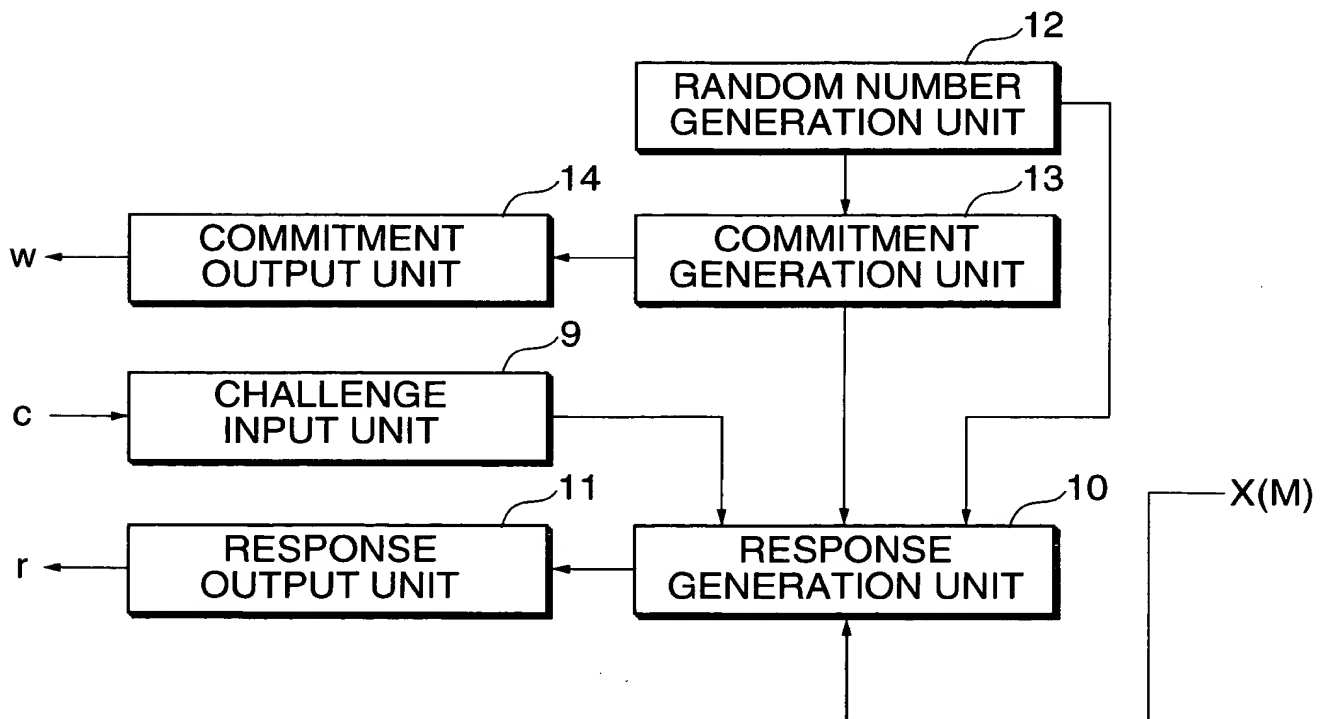 12
RANDOM NUMBER
GENERATION UNIT
14
13
w
COMMITMENT
OUTPUT UNIT
COMMITMENT
GENERATION UNIT
9
c
CHALLENGE
INPUT UNIT
11
10
X(M)
r
RESPONSE
OUTPUT UNIT
RESPONSE
GENERATION UNIT